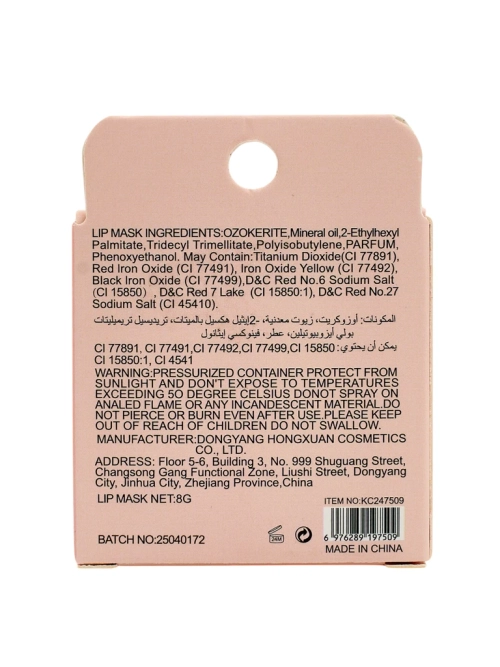 LIP MASK INGREDIENTS:OZOKERITE,Mineral oil,2-Ethylhexyl
Palmitate,Tridecyl Trimellitate,Polyisobutylene,PARFUM,
Phenoxyethanol. May Contain:Titanium Dioxide(CI77891),
Red Iron Oxide (CI 77491), Iron Oxide Yellow (CI 77492),
Black Iron Oxide (CI77499),D&C Red No.6 Sodium Salt
(CI 15850) , D&C Red 7 Lake (CI 15850:1), D&C Red No.27
Sodium Salt (CI 45410).
المكونات: أوزوكريت، زيوت معدنية، -2إيثيل هكسيل بالميتات، تريديسيل تريميليتات
بولي أيزوبيوتيلين، عطر، فينوكسي إيثانول
يمكن أن يحتوي: CI 77891, CI 77491,CI 77492,CI 77499,CI 15850
CI 15850:1, CI 4541
WARNING:PRESSURIZED CONTAINER PROTECT FROM
SUNLIGHT AND DON'T EXPOSE TO TEMPERATURES
EXCEEDING 5O DEGREE CELSIUS DONOT SPRAY ON
ANALED FLAME OR ANY INCANDESCENT MATERIAL.DO
NOT PIERCE OR BURN EVEN AFTER USE.PLEASE KEEP
OUT OF REACH OF CHILDREN DO NOT SWALLOW.
MANUFACTURER:DONGYANG HONGXUAN COSMETICS
CO., LTD.
ADDRESS: Floor 5-6, Building 3, No. 999 Shuguang Street,
Changsong Gang Functional Zone, Liushi Street, Dongyang
City, Jinhua City, Zhejiang Province,China
LIP MASK NET:8G
ITEM NO:KC247509
6 976289 197509
24M
BATCH NO:25040172
MADE IN CHINA